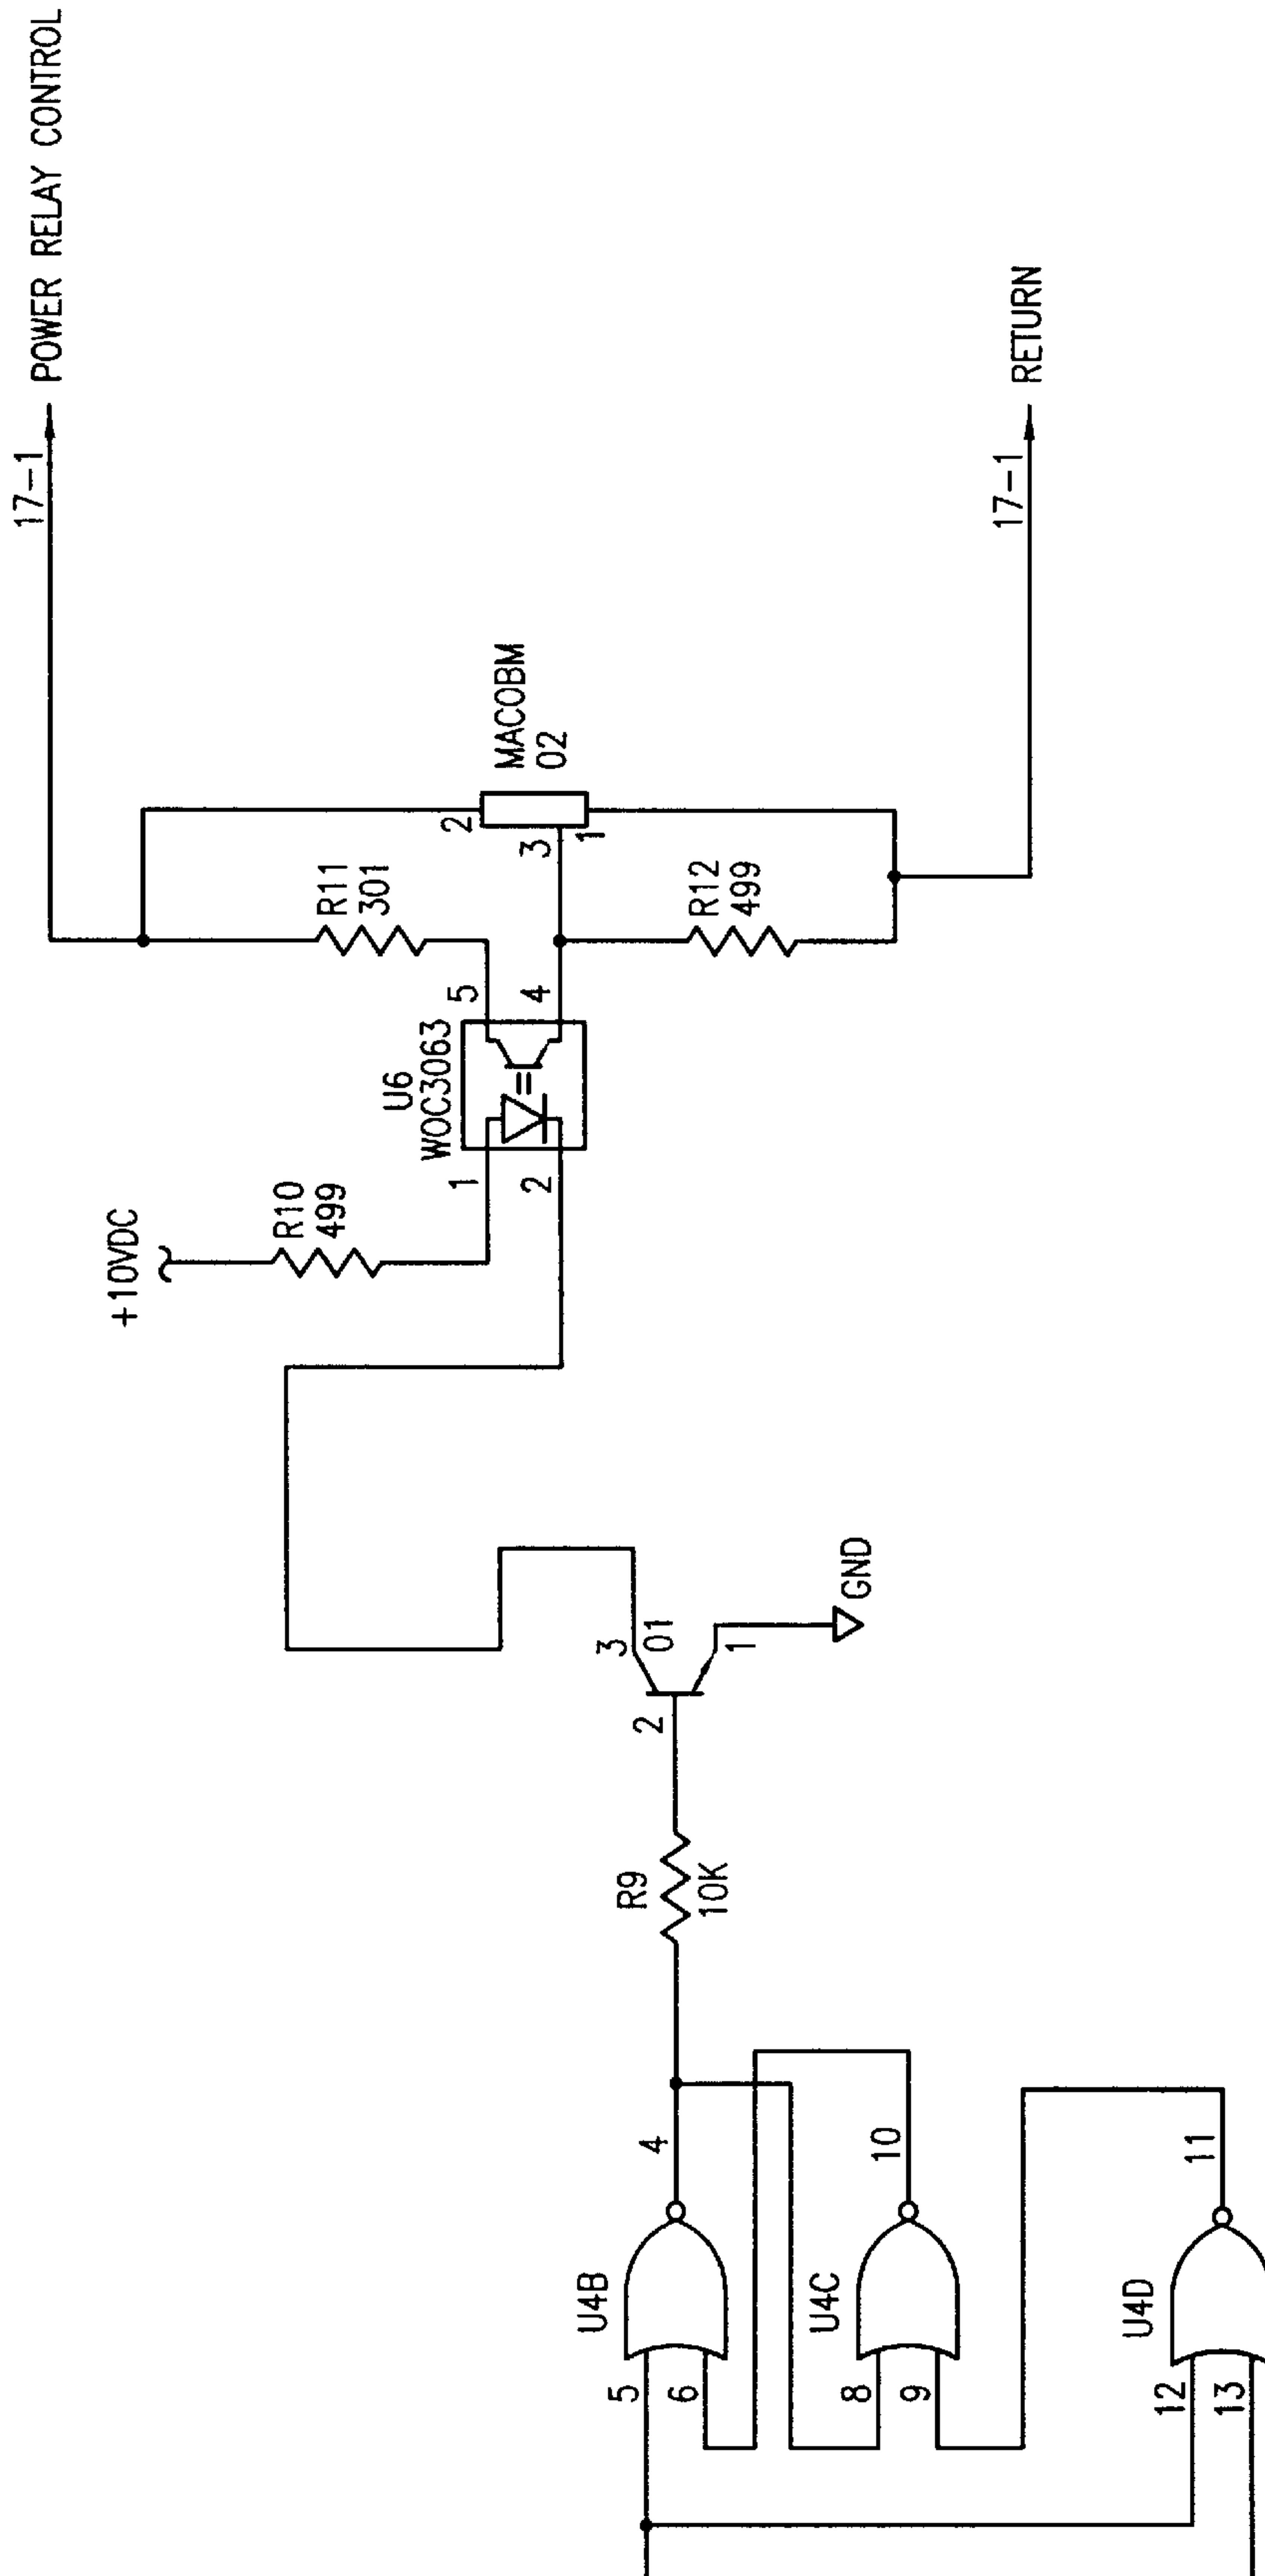 17-1
POWER RELAY CONTROL
+10VDC
R10
499
R11
301
U6
WOC3063
1
2
5
4
MACOBM
02
2
3
1
R12
499
17-1
RETURN
R9
10K
2
3
01
1
GND
U4B
5
6
4
U4C
8
9
10
U4D
12
13
11